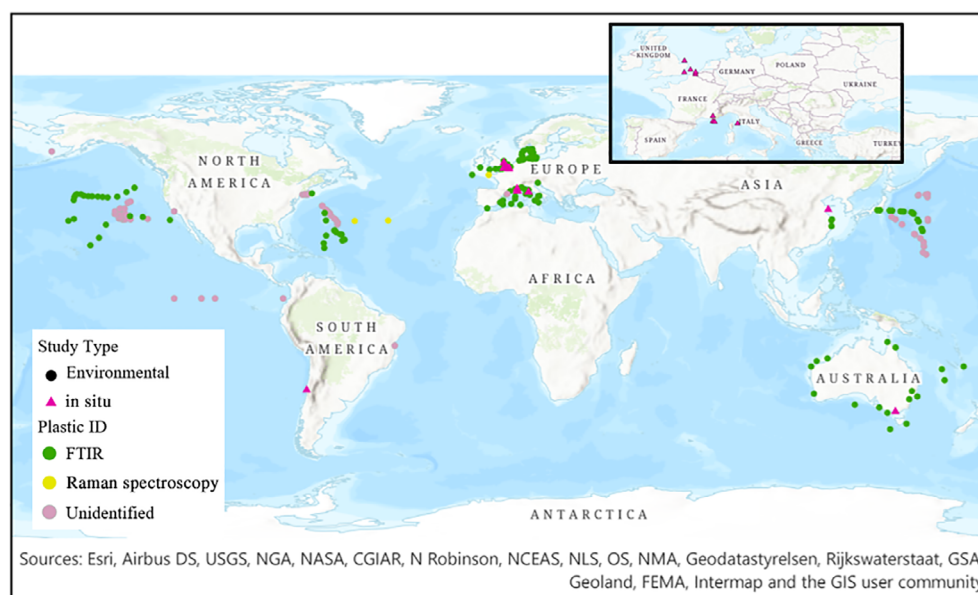 UNITED
KINGDOM
POLAND
GERMANY
UKRAINE
FRANCE
ITALY
SPAIN
GREECE
TURKEY
NORTH
AMERICA
EUROPE
ASIA
AFRICA
SOUTH
AMERICA
AUSTRALIA
Study Type
Environmental
in situ
Plastic ID
FTIR
Raman spectroscopy
Unidentified
ANTARCTICA
Sources: Esri, Airbus DS, USGS, NGA, NASA, CGIAR, N Robinson, NCEAS, NLS, OS, NMA, Geodatastyrelsen, Rijkswaterstaat, GSA,
Geoland, FEMA, Intermap and the GIS user community